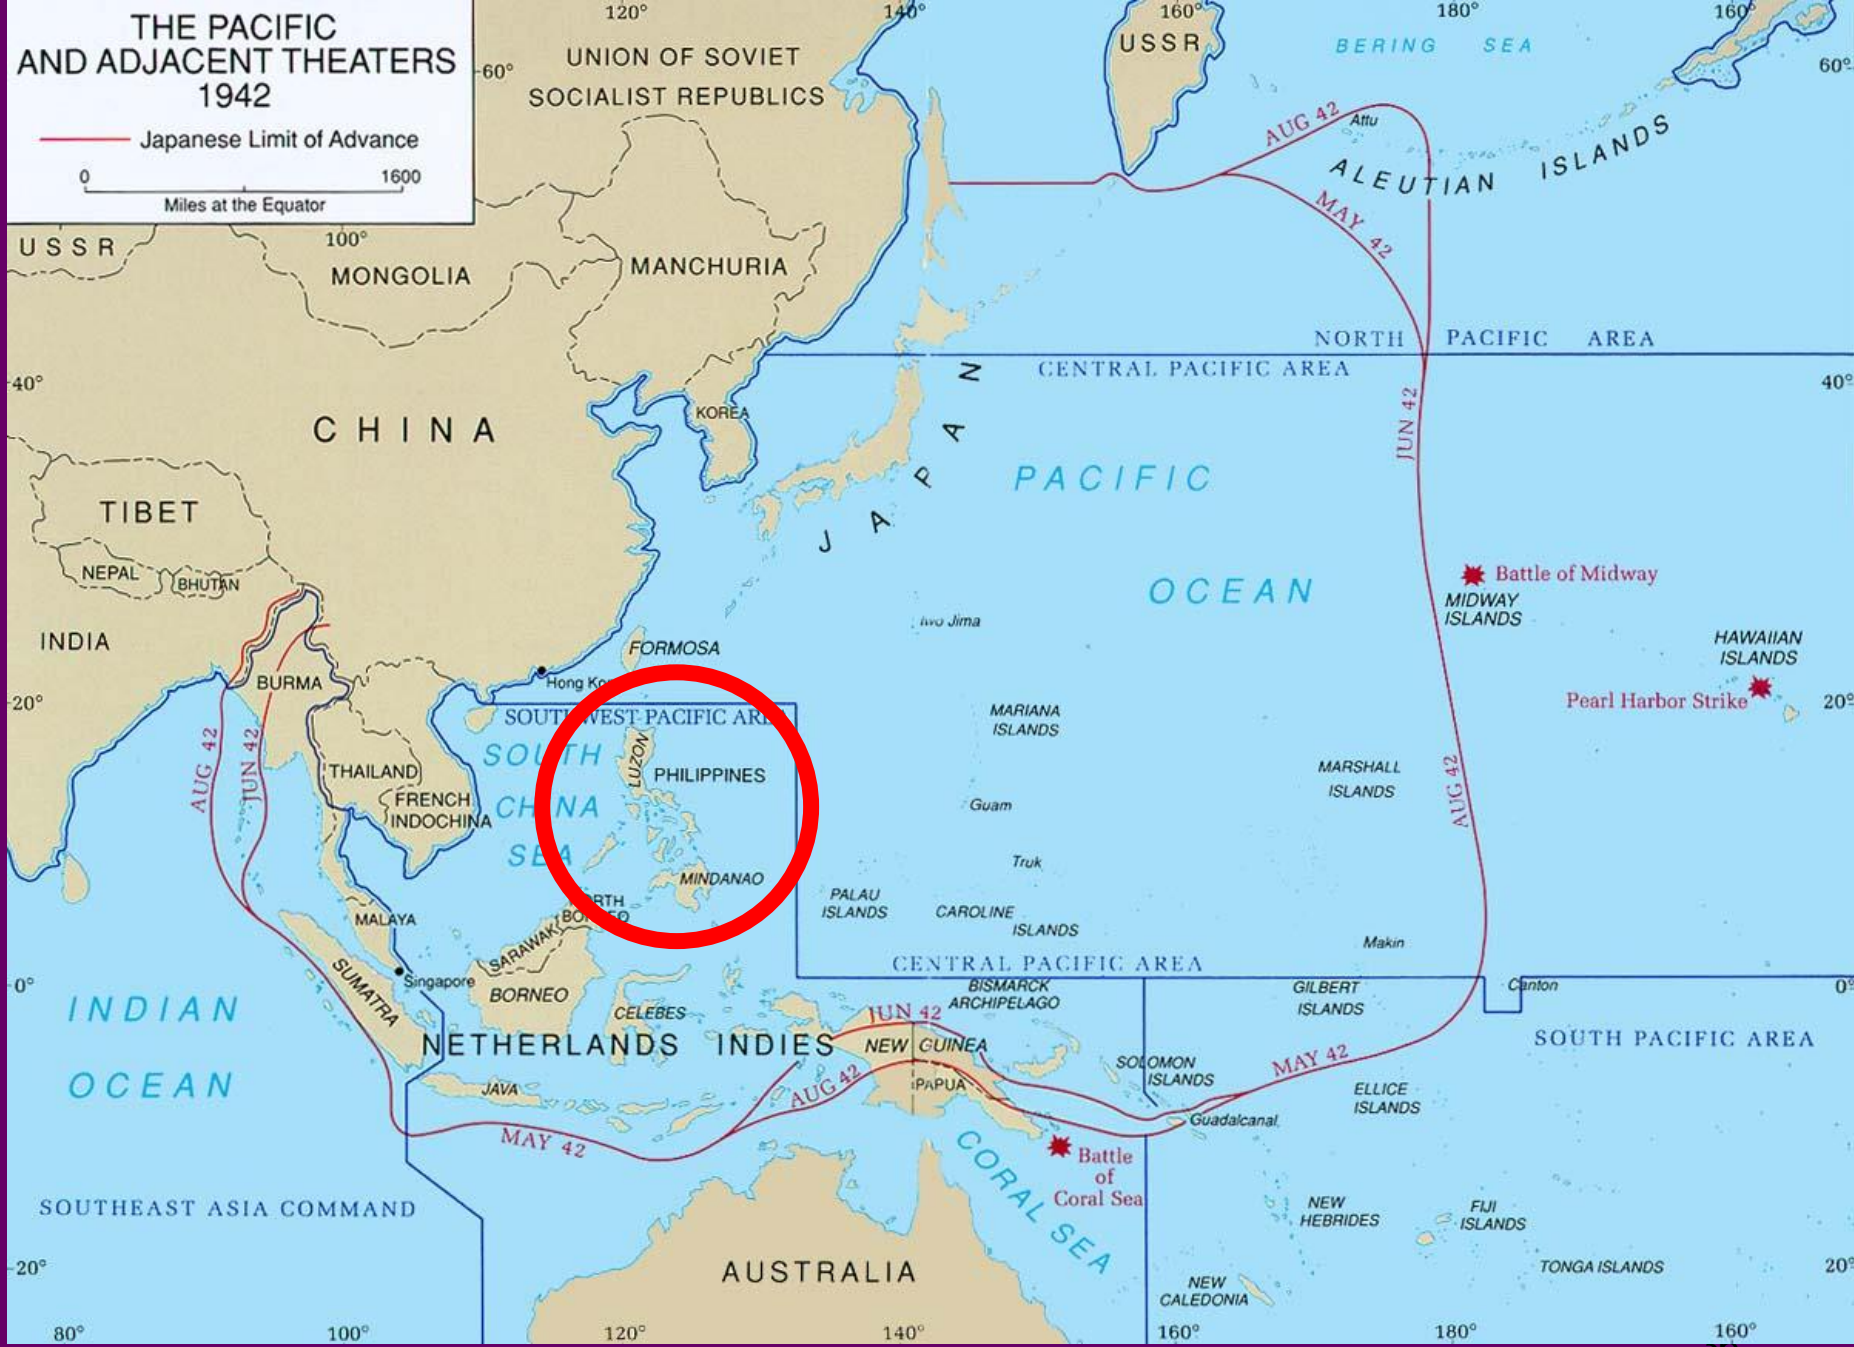 THE PACIFIC
AND ADJACENT THEATERS
1942
Japanese Limit of Advance
0 1600
Miles at the Equator
120° 140° 160° 180° 160°
60° 60°
UNION OF SOVIET
SOCIALIST REPUBLICS
USSR
BERING SEA
AUG 42
Attu
ALEUTIAN ISLANDS
MAY 42
USSR
100°
MONGOLIA
MANCHURIA
NORTH PACIFIC AREA
CENTRAL PACIFIC AREA
40° 40°
JUN 42
CHINA
KOREA
JAPAN
PACIFIC
OCEAN
TIBET
NEPAL
BHUTAN
INDIA
BURMA
Battle of Midway
MIDWAY
ISLANDS
HAWAIIAN
ISLANDS
Pearl Harbor Strike
Iwo Jima
FORMOSA
Hong Ko
20° 20°
SOUTHWEST PACIFIC AREA
SOUTH
CHINA
SEA
LUZON
PHILIPPINES
MINDANAO
MARIANA
ISLANDS
Guam
Truk
MARSHALL
ISLANDS
AUG 42
AUG 42
JUN 42
THAILAND
FRENCH
INDOCHINA
PALAU
ISLANDS
CAROLINE
ISLANDS
Makin
NORTH
BORNEO
SARAWAK
MALAYA
Singapore
SUMATRA
BORNEO
CELEBES
CENTRAL PACIFIC AREA
BISMARCK
ARCHIPELAGO
GILBERT
ISLANDS
Canton
0° 0°
INDIAN
OCEAN
NETHERLANDS INDIES
JUN 42
NEW GUINEA
PAPUA
AUG 42
JAVA
MAY 42
SOLOMON
ISLANDS
MAY 42
SOUTH PACIFIC AREA
ELLICE
ISLANDS
Guadalcanal
Battle
of
Coral Sea
CORAL SEA
SOUTHEAST ASIA COMMAND
AUSTRALIA
NEW
HEBRIDES
FIJI
ISLANDS
TONGA ISLANDS
NEW
CALEDONIA
20° 20°
80° 100° 120° 140° 160° 180° 160°